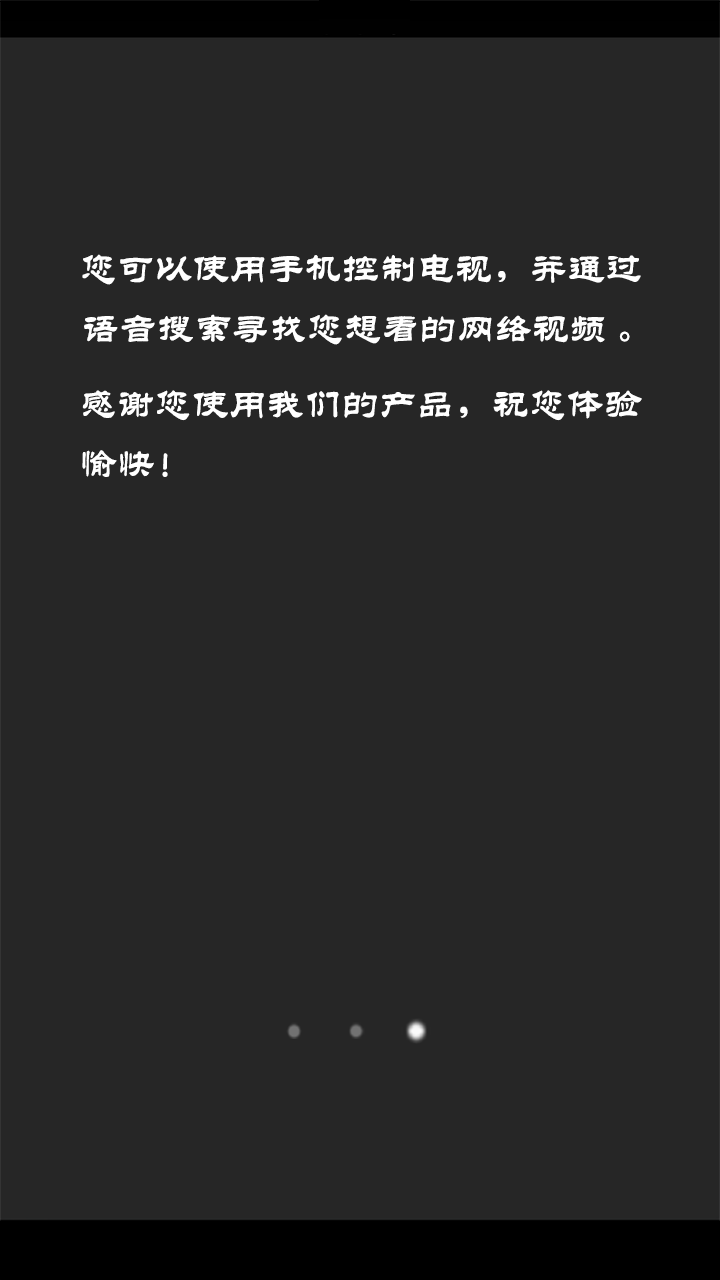 您可以使用手机控制电视，并通过
语音搜索寻找您想看的网络视频。
感谢您使用我们的产品，祝您体验
愉快！